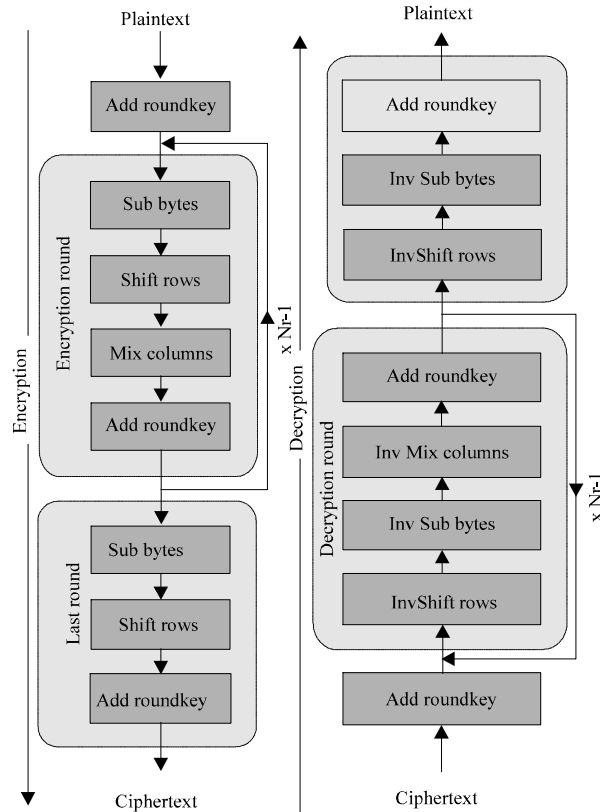 Plaintext
Add roundkey
Sub bytes
Shift rows
Mix columns
Add roundkey
Encryption round
x Nr-1
Sub bytes
Shift rows
Add roundkey
Last round
Ciphertext
Encryption
Plaintext
Add roundkey
Inv Sub bytes
InvShift rows
Add roundkey
Inv Mix columns
Inv Sub bytes
InvShift rows
Decryption round
x Nr-1
Add roundkey
Ciphertext
Decryption